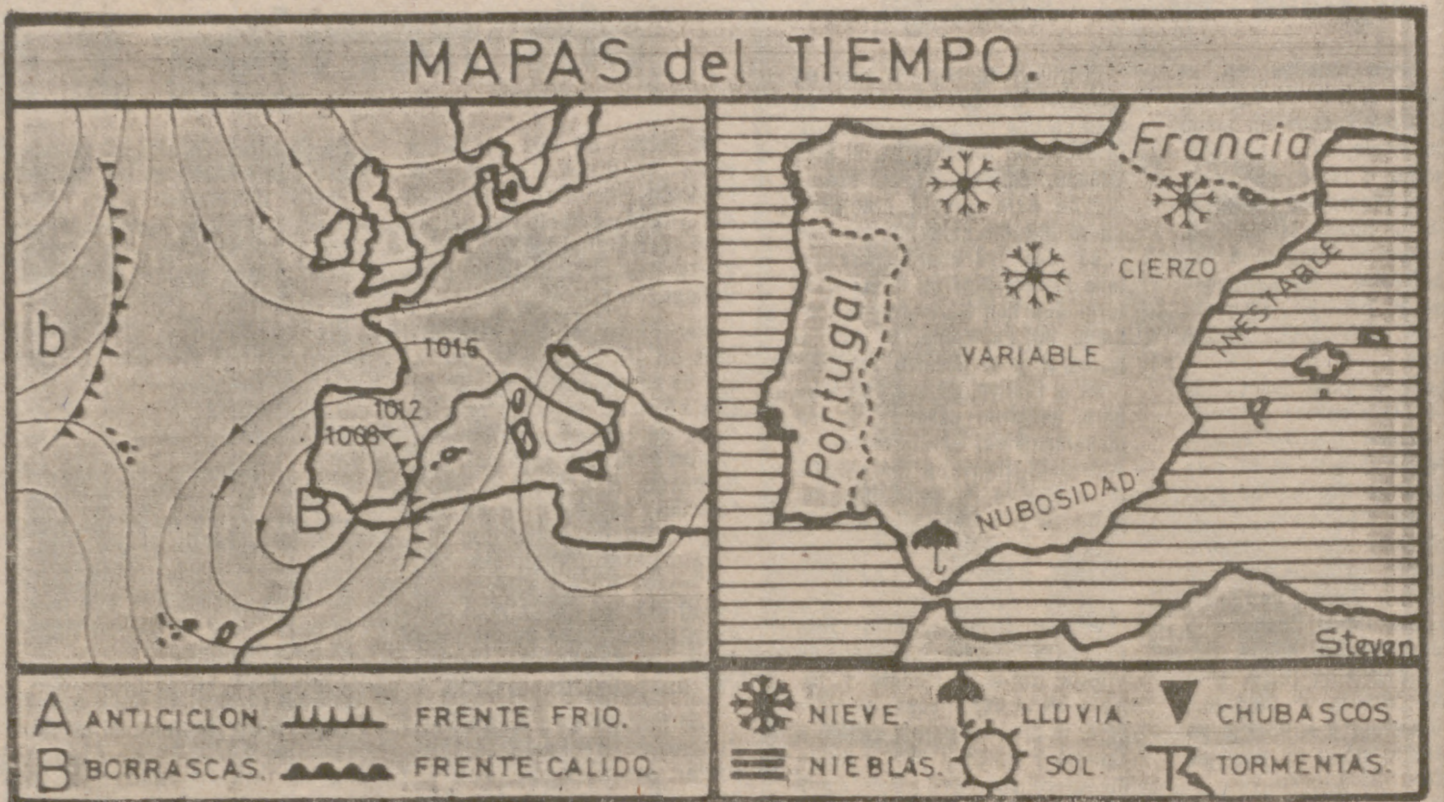 MAPAS del TIEMPO.
b
1016
1012
1008
B
Francia
CIERZO
INESTABLE
Portugal
VARIABLE
NUBOSIDAD
Steven
A ANTICICLON. FRENTE FRIO.
B BORRASCAS. FRENTE CALIDO.
NIEVE. LLUVIA. CHUBASCOS.
NIEBLAS. SOL. TORMENTAS.